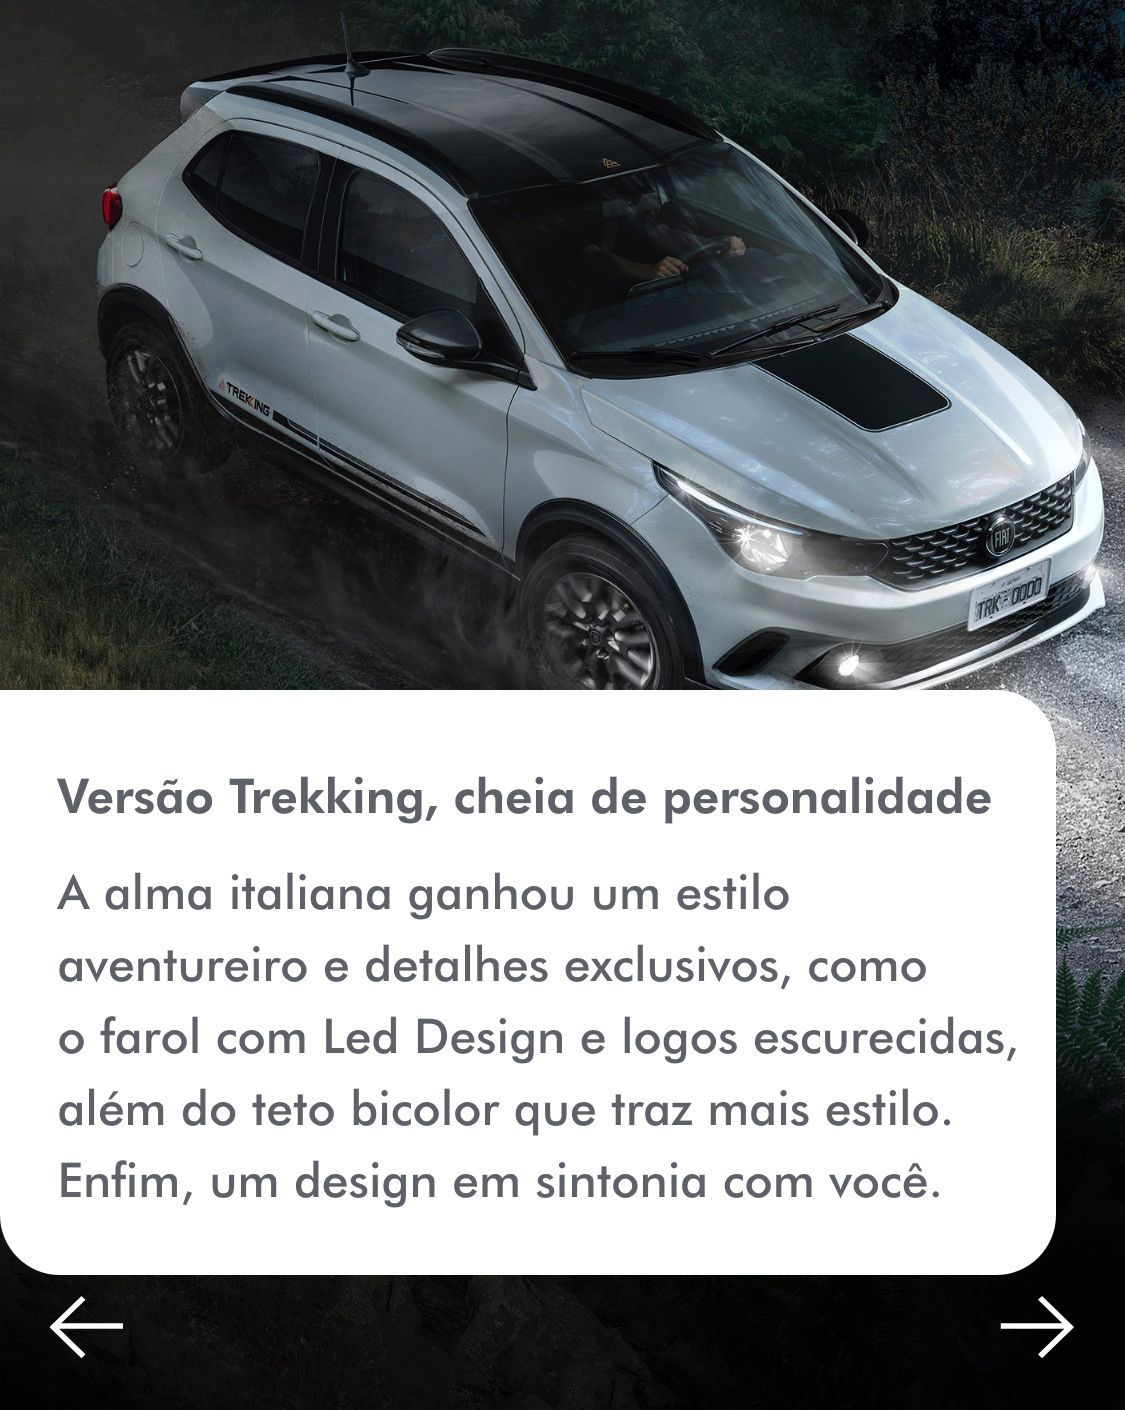 TREKKING
FIAT
TRK-0000
Versão Trekking, cheia de personalidade
A alma italiana ganhou um estilo
aventureiro e detalhes exclusivos, como
o farol com Led Design e logos escurecidas,
além do teto bicolor que traz mais estilo.
Enfim, um design em sintonia com você.